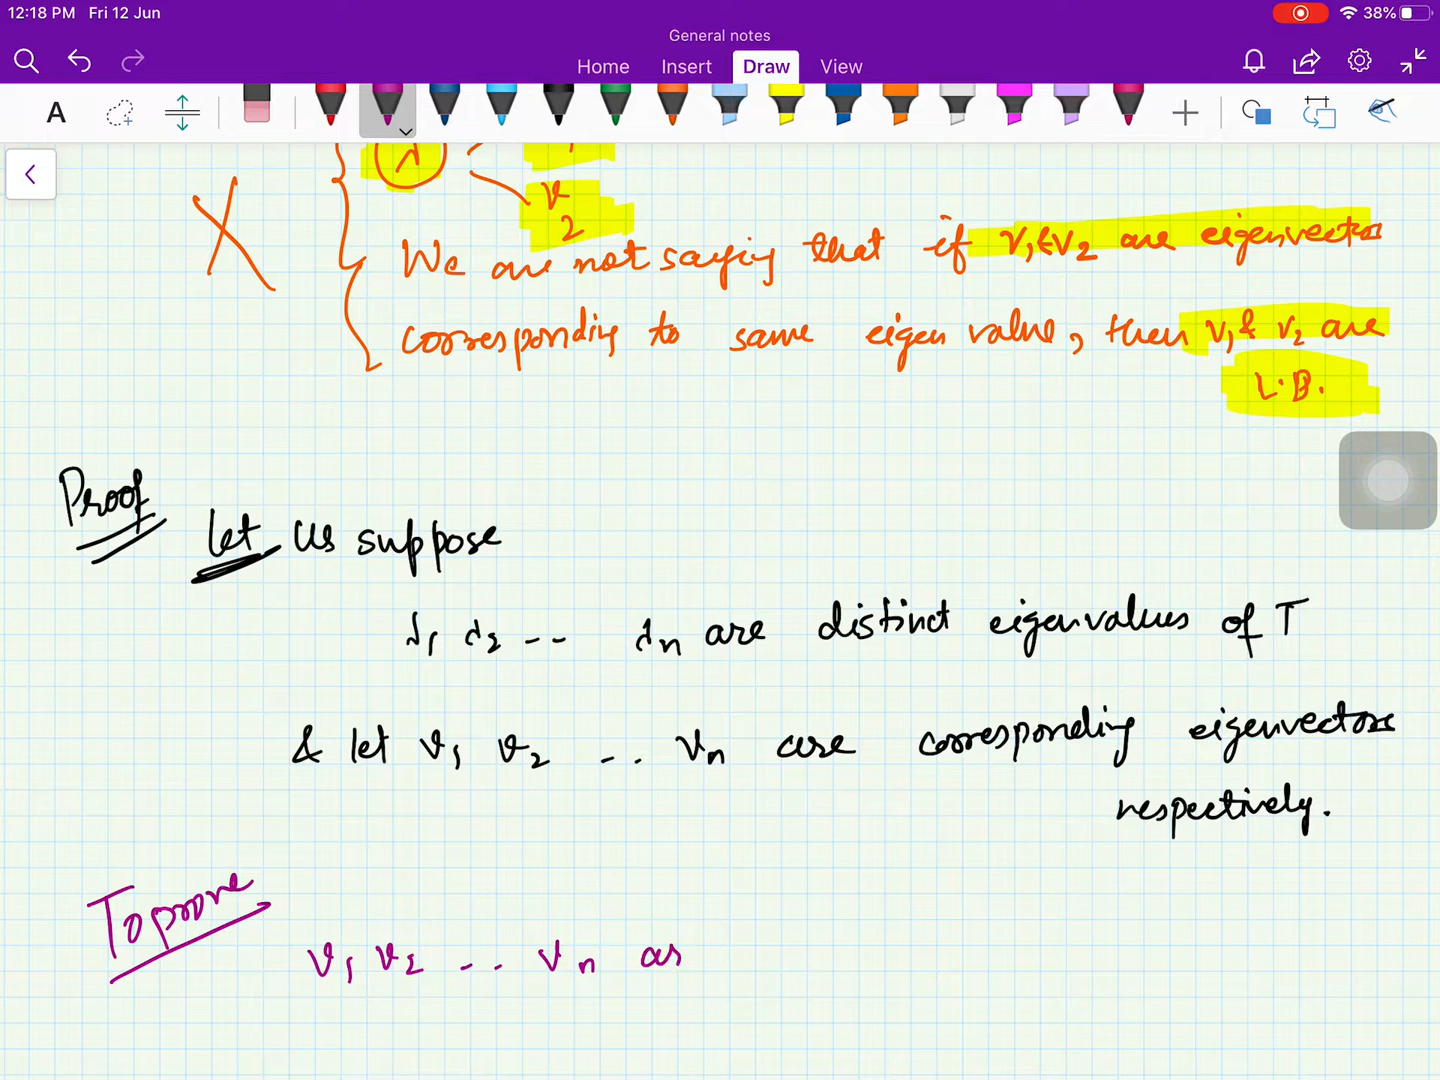 12:18 PM Fri 12 Jun
38%
General notes
Home Insert Draw View
A
λ
v2
We are not saying that if v1 & v2 are eigenvectors
corresponding to same eigen value, then v1 & v2 are
L.D.
Proof
Let us suppose
λ1 λ2 -- λn are distinct eigenvalues of T
& let v1 v2 .. vn are corresponding eigenvectors
respectively.
To prove
v1 v2 -- .. vn ar